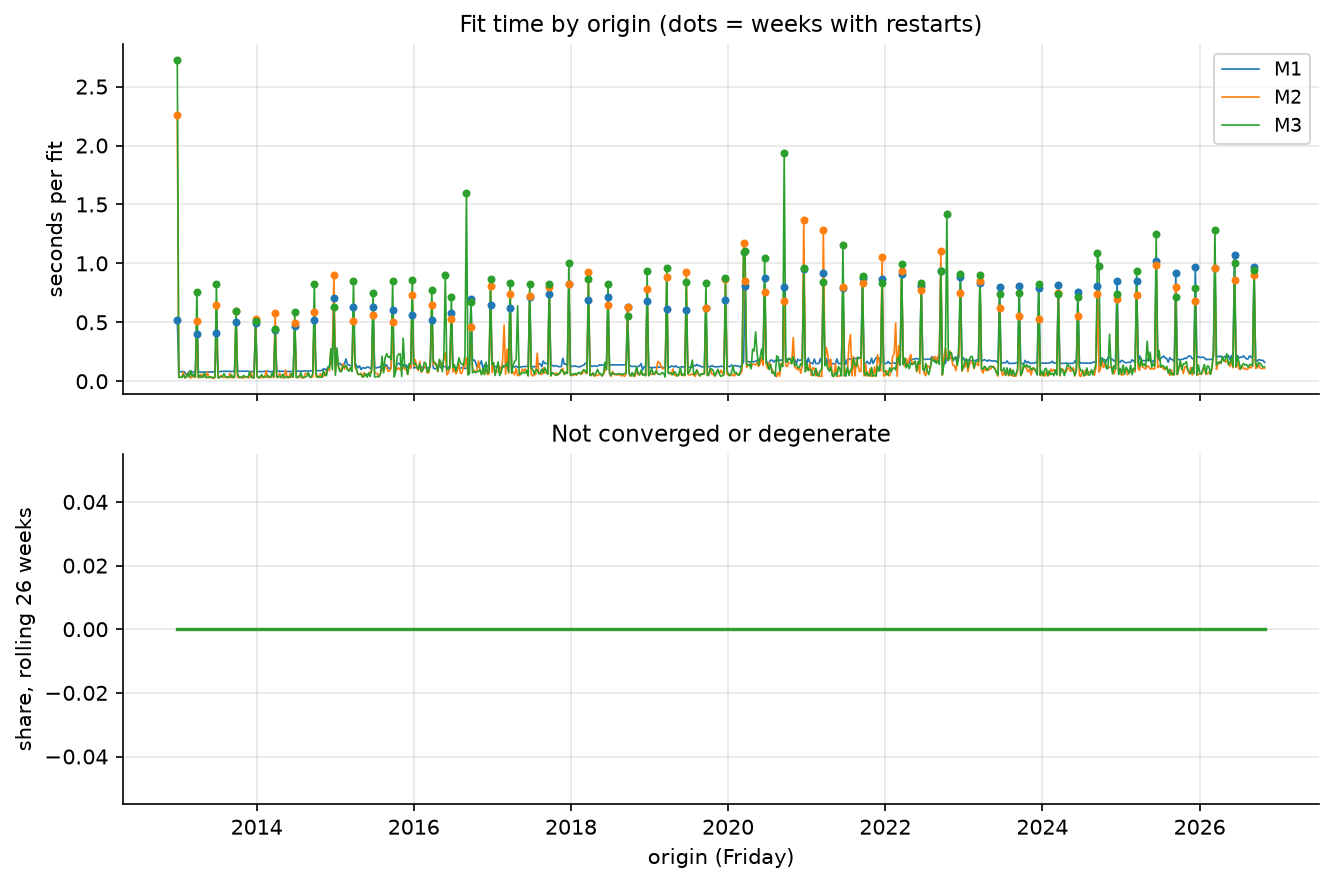 Fit time by origin (dots = weeks with restarts)
seconds per fit
2.5
2.0
1.5
1.0
0.5
0.0
M1
M2
M3
Not converged or degenerate
share, rolling 26 weeks
0.04
0.02
0.00
−0.02
−0.04
2014 2016 2018 2020 2022 2024 2026
origin (Friday)